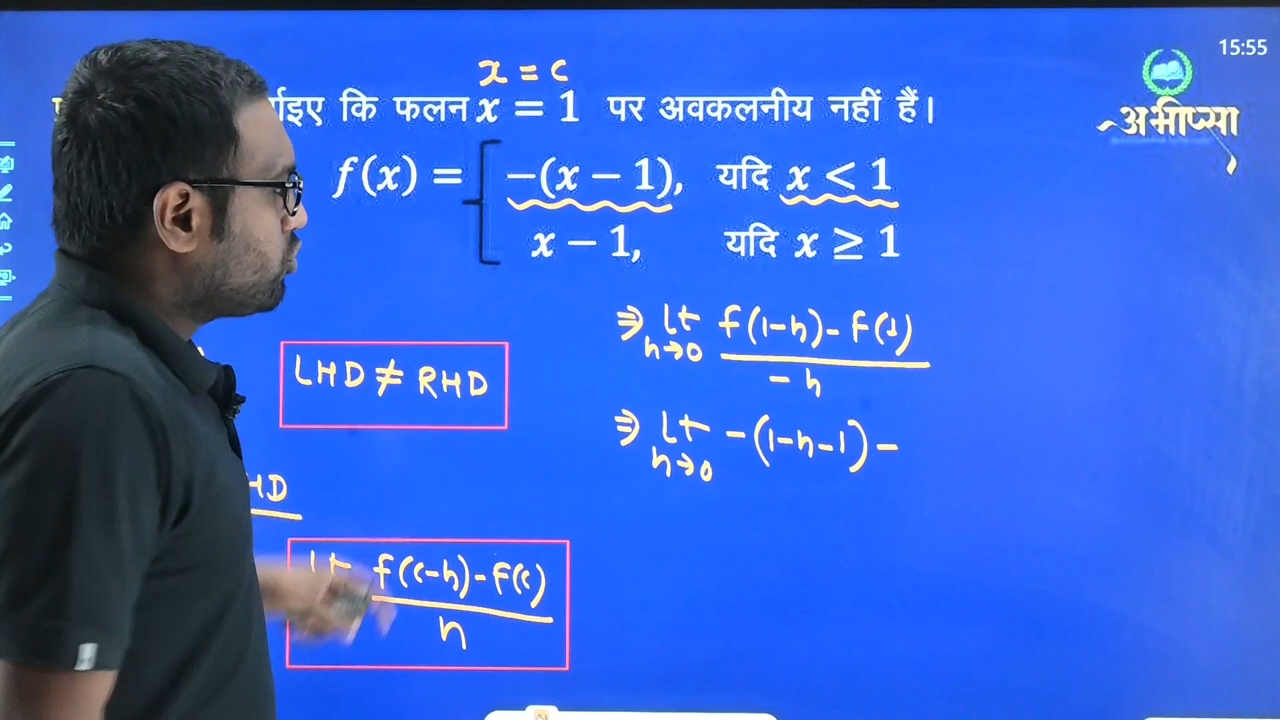 15:55
अभीप्सा
x = c
कि फलन x = 1 पर अवकलनीय नहीं हैं।
f(x) = -(x − 1), यदि x < 1
x − 1, यदि x ≥ 1
⇒ lt h→0 f(1-h) - f(1) / -h
LHD ≠ RHD
⇒ lt h→0 -(1-h-1) -
HD
lt f(c-h) - f(c) / h